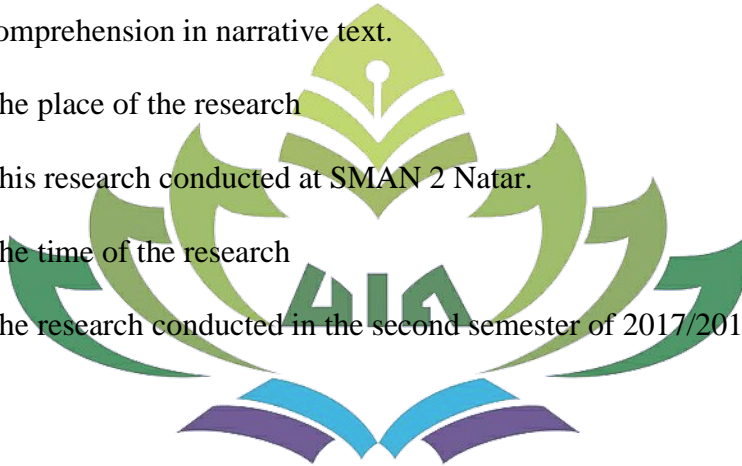 omprehension in narrative text.
he place of the research
his research conducted at SMAN 2 Natar.
he time of the research
he research conducted in the second semester of 2017/201